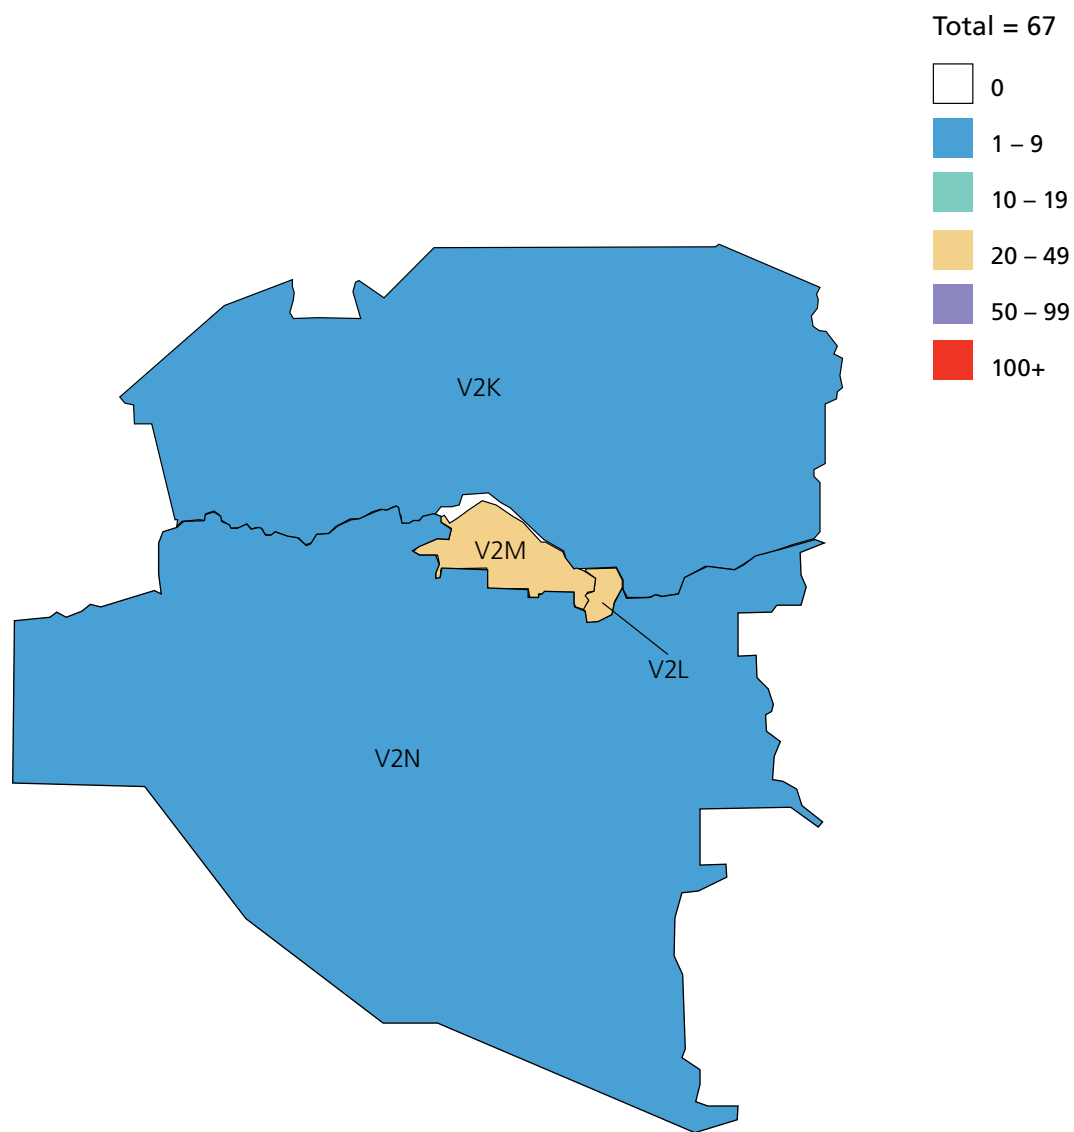 Total = 67
0
1 – 9
10 – 19
20 – 49
50 – 99
100+
V2K
V2M
V2L
V2N